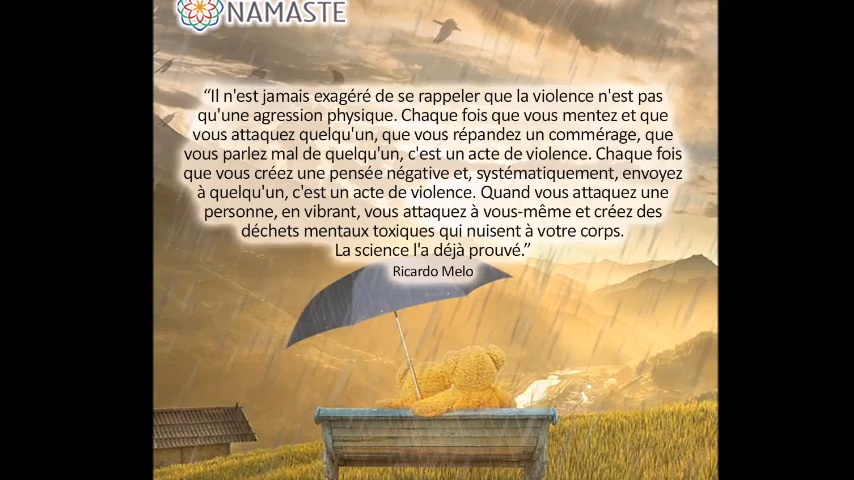 NAMASTE
“Il n'est jamais exagéré de se rappeler que la violence n'est pas
qu'une agression physique. Chaque fois que vous mentez et que
vous attaquez quelqu'un, que vous répandez un commérage, que
vous parlez mal de quelqu'un, c'est un acte de violence. Chaque fois
que vous créez une pensée négative et, systématiquement, envoyez
à quelqu'un, c'est un acte de violence. Quand vous attaquez une
personne, en vibrant, vous attaquez à vous-même et créez des
déchets mentaux toxiques qui nuisent à votre corps.
La science l'a déjà prouvé.”
Ricardo Melo